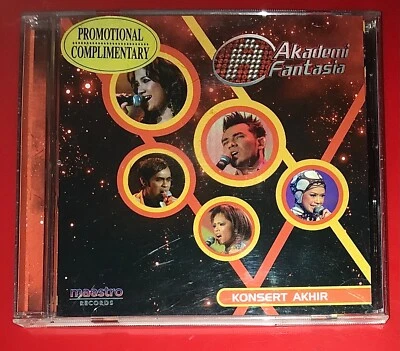 PROMOTIONAL
COMPLIMENTARY
Akademi
Fantasia
maestro
RECORDS
KONSERT AKHIR